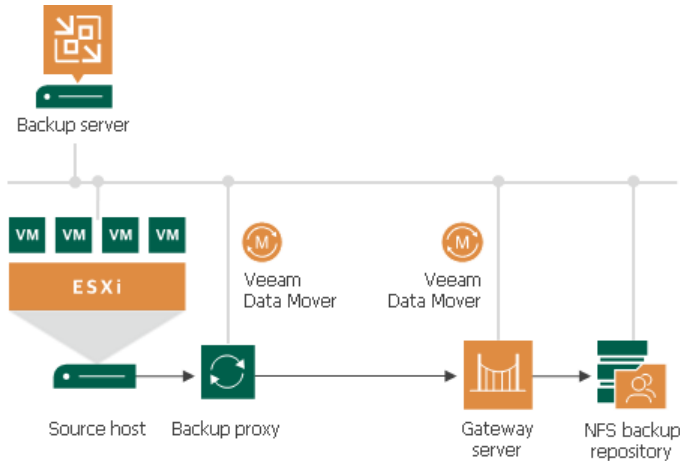 Backup server
VM VM VM VM
ESXi
M M
Veeam Veeam
Data Mover Data Mover
Source host Backup proxy Gateway NFS backup
server repository